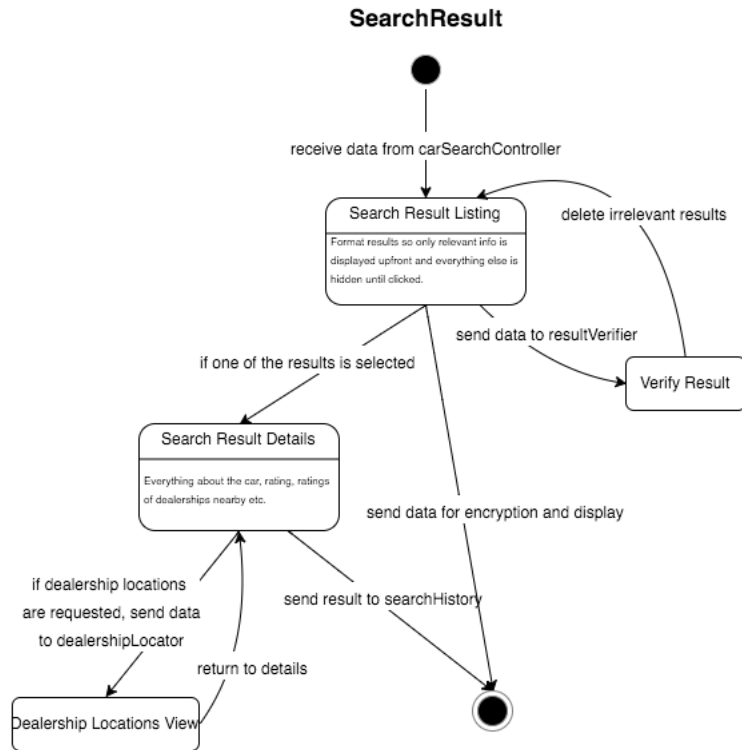 SearchResult
receive data from carSearchController
Search Result Listing
Format results so only relevant info is
displayed upfront and everything else is
hidden until clicked.
delete irrelevant results
send data to resultVerifier
Verify Result
if one of the results is selected
Search Result Details
Everything about the car, rating, ratings
of dealerships nearby etc.
send data for encryption and display
if dealership locations
are requested, send data
to dealershipLocator
send result to searchHistory
return to details
Dealership Locations View